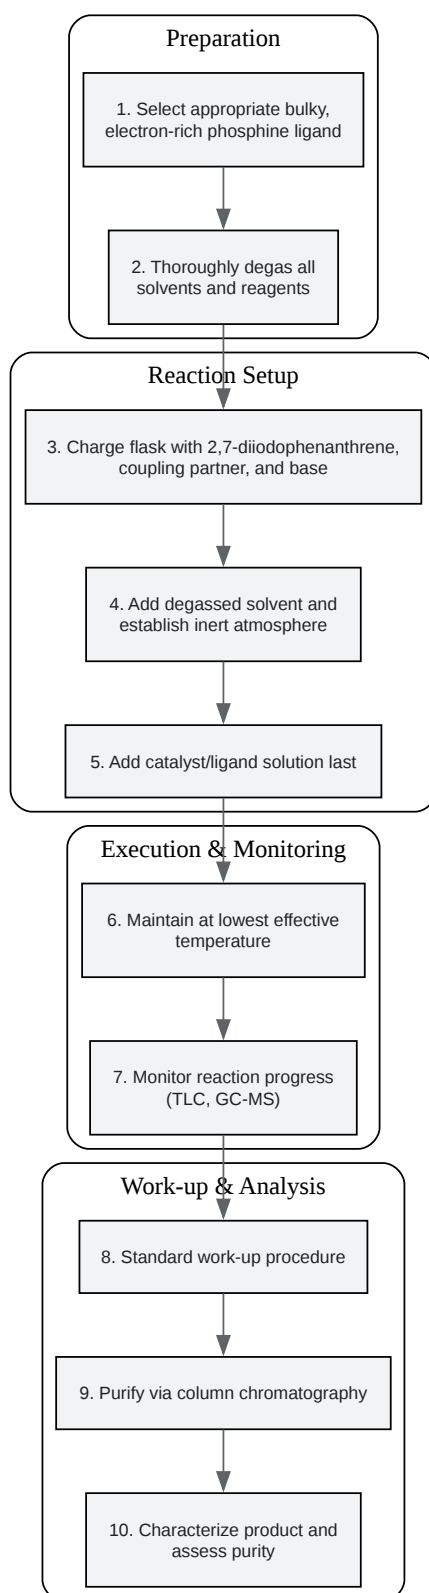 Preparation
1. Select appropriate bulky,
electron-rich phosphine ligand
2. Thoroughly degas all
solvents and reagents
Reaction Setup
3. Charge flask with 2,7-diiodophenanthrene,
coupling partner, and base
4. Add degassed solvent and
establish inert atmosphere
5. Add catalyst/ligand solution last
Execution & Monitoring
6. Maintain at lowest effective
temperature
7. Monitor reaction progress
(TLC, GC-MS)
Work-up & Analysis
8. Standard work-up procedure
9. Purify via column chromatography
10. Characterize product and
assess purity